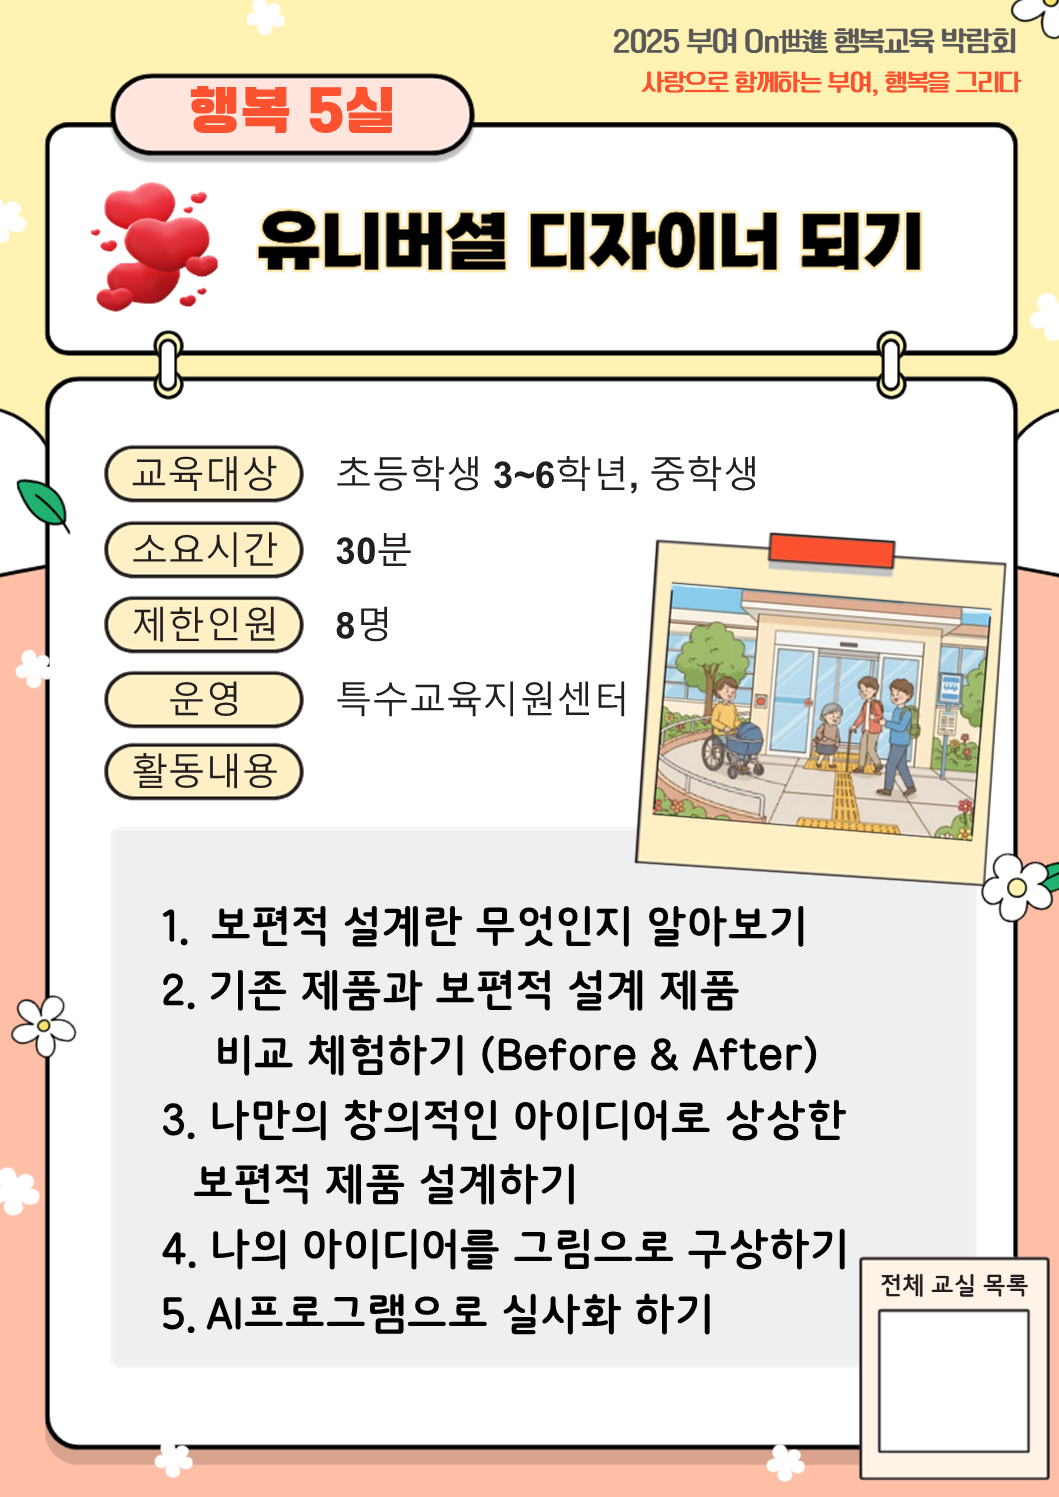 2025 부여 On世進 행복교육 박람회
사랑으로 함께하는 부여, 행복을 그리다
행복 5실
유니버셜 디자이너 되기
교육대상 초등학생 3~6학년, 중학생
소요시간 30분
제한인원 8명
운영 특수교육지원센터
활동내용
1. 보편적 설계란 무엇인지 알아보기
2. 기존 제품과 보편적 설계 제품
비교 체험하기 (Before & After)
3. 나만의 창의적인 아이디어로 상상한
보편적 제품 설계하기
4. 나의 아이디어를 그림으로 구상하기
5. AI프로그램으로 실사화 하기
전체 교실 목록